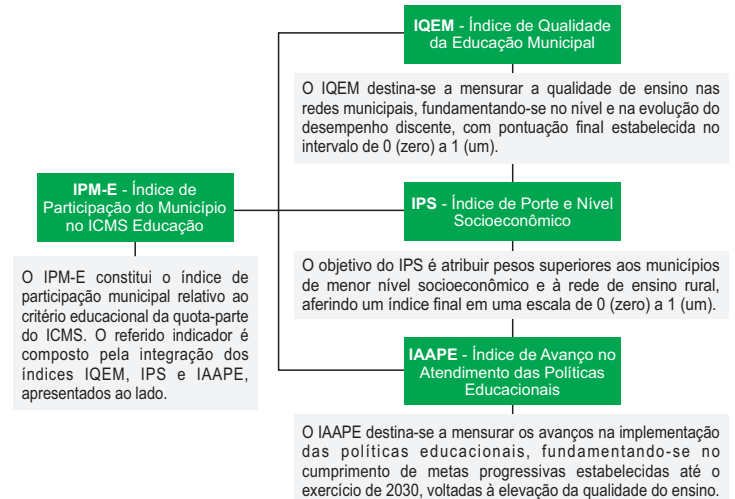 IQEM - Índice de Qualidade
da Educação Municipal
O IQEM destina-se a mensurar a qualidade de ensino nas
redes municipais, fundamentando-se no nível e na evolução do
desempenho discente, com pontuação final estabelecida no
intervalo de 0 (zero) a 1 (um).
IPM-E - Índice de
Participação do Município
no ICMS Educação
O IPM-E constitui o índice de
participação municipal relativo ao
critério educacional da quota-parte
do ICMS. O referido indicador é
composto pela integração dos
índices IQEM, IPS e IAAPE,
apresentados ao lado.
IPS - Índice de Porte e Nível
Socioeconômico
O objetivo do IPS é atribuir pesos superiores aos municípios
de menor nível socioeconômico e à rede de ensino rural,
aferindo um índice final em uma escala de 0 (zero) a 1 (um).
IAAPE - Índice de Avanço no
Atendimento das Políticas
Educacionais
O IAAPE destina-se a mensurar os avanços na implementação
das políticas educacionais, fundamentando-se no
cumprimento de metas progressivas estabelecidas até o
exercício de 2030, voltadas à elevação da qualidade do ensino.